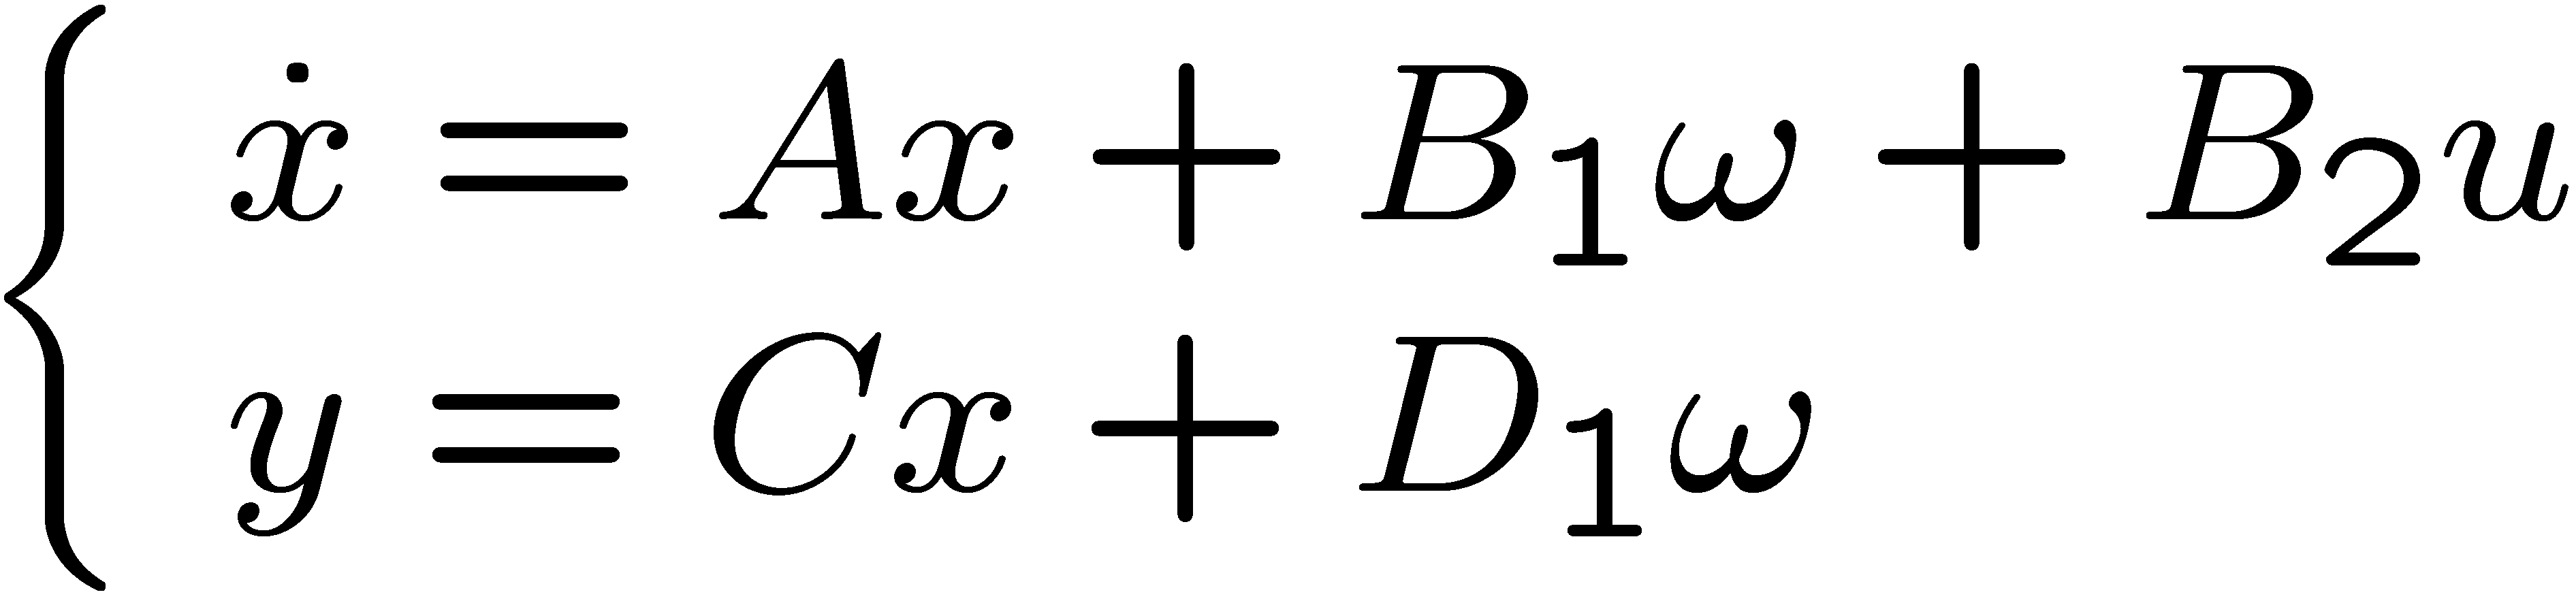 ẋ = Ax + B₁ω + B₂u
y = Cx + D₁ω